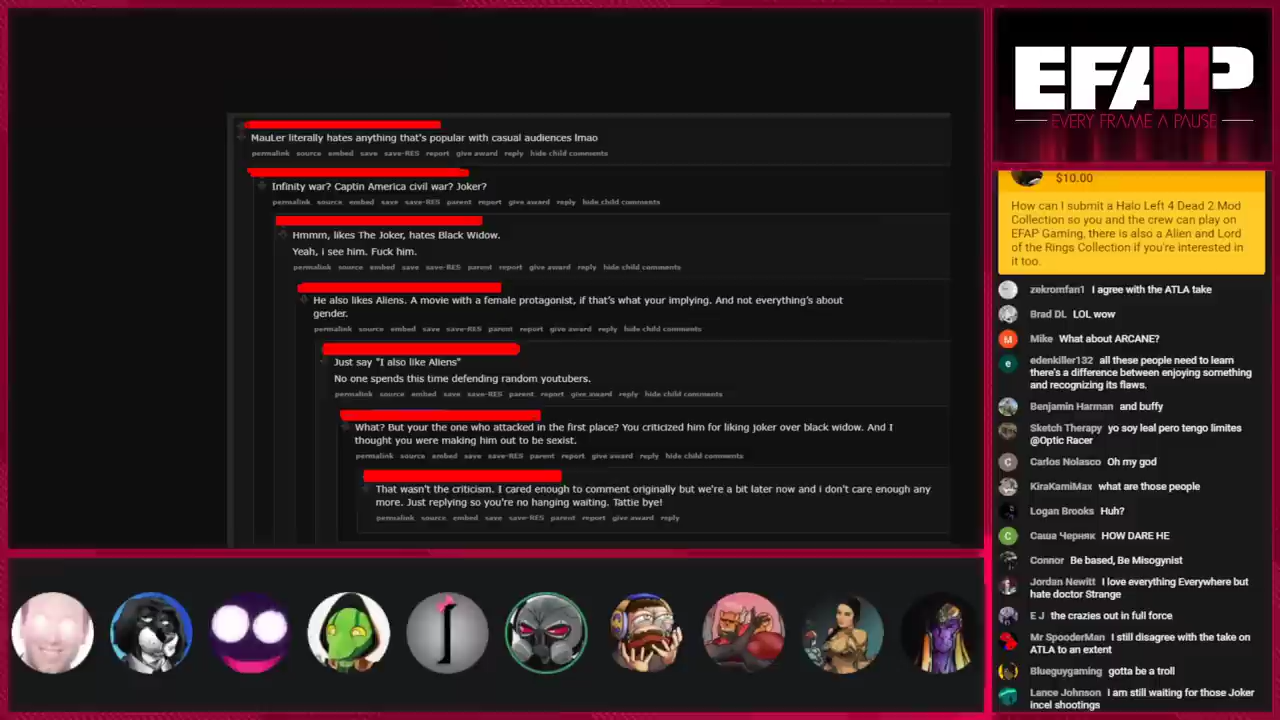 MauLer literally hates anything that's popular with casual audiences lmao
permalink source embed save save-RES report give award reply hide child comments
Infinity war? Captin America civil war? Joker?
permalink source embed save save-RES parent report give award reply hide child comments
Hmmm, likes The Joker, hates Black Widow.
Yeah, i see him. Fuck him.
permalink source embed save save-RES parent report give award reply hide child comments
He also likes Aliens. A movie with a female protagonist, if that's what your implying. And not everything's about
gender.
permalink source embed save save-RES parent report give award reply hide child comments
Just say "I also like Aliens"
No one spends this time defending random youtubers.
permalink source embed save save-RES parent report give award reply hide child comments
What? But your the one who attacked in the first place? You criticized him for liking joker over black widow. And I
thought you were making him out to be sexist.
permalink source embed save save-RES parent report give award reply hide child comments
That wasn't the criticism. I cared enough to comment originally but we're a bit later now and i don't care enough any
more. Just replying so you're no hanging waiting. Tattie bye!
permalink source embed save save-RES parent report give award reply
EFAP
EVERY FRAME A PAUSE
$10.00
How can I submit a Halo Left 4 Dead 2 Mod
Collection so you and the crew can play on
EFAP Gaming, there is also a Alien and Lord
of the Rings Collection if you're interested in
it too.
zekromfan1 I agree with the ATLA take
Brad DL LOL wow
M Mike What about ARCANE?
e edenkiller132 all these people need to learn
there's a difference between enjoying something
and recognizing its flaws.
Benjamin Harman and buffy
Sketch Therapy yo soy leal pero tengo limites
@Optic Racer
C Carlos Nolasco Oh my god
KiraKamiMax what are those people
Logan Brooks Huh?
С Саша Черняк HOW DARE HE
Connor Be based, Be Misogynist
Jordan Newitt I love everything Everywhere but
hate doctor Strange
E J the crazies out in full force
Mr SpooderMan I still disagree with the take on
ATLA to an extent
Blueguygaming gotta be a troll
Lance Johnson I am still waiting for those Joker
incel shootings